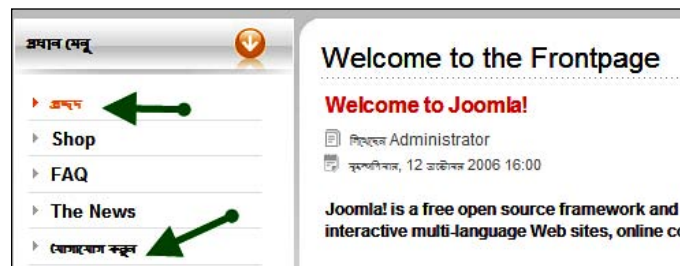 প্রধান মেনু
প্রচ্ছদ
Shop
FAQ
The News
যোগাযোগ করুন
Welcome to the Frontpage
Welcome to Joomla!
লিখেছেন Administrator
বৃহস্পতিবার, 12 অক্টোবর 2006 16:00
Joomla! is a free open source framework and
interactive multi-language Web sites, online co